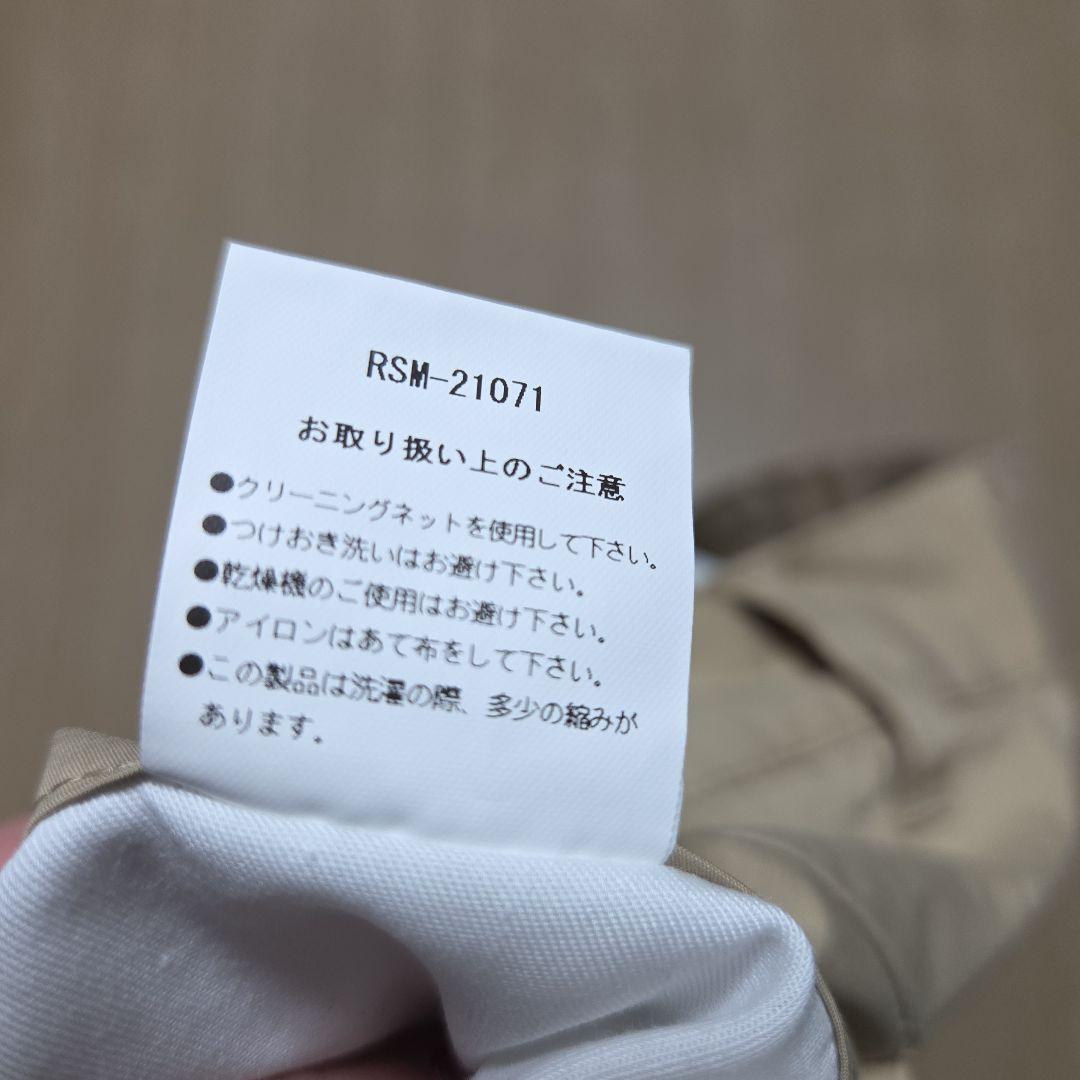 RSM-21071
お取り扱い上のご注意
●クリーニングネットを使用して下さい。
●つけおき洗いはお避け下さい。
●乾燥機のご使用はお避け下さい。
●アイロンはあて布をして下さい。
●この製品は洗濯の際、多少の縮みが
あります。